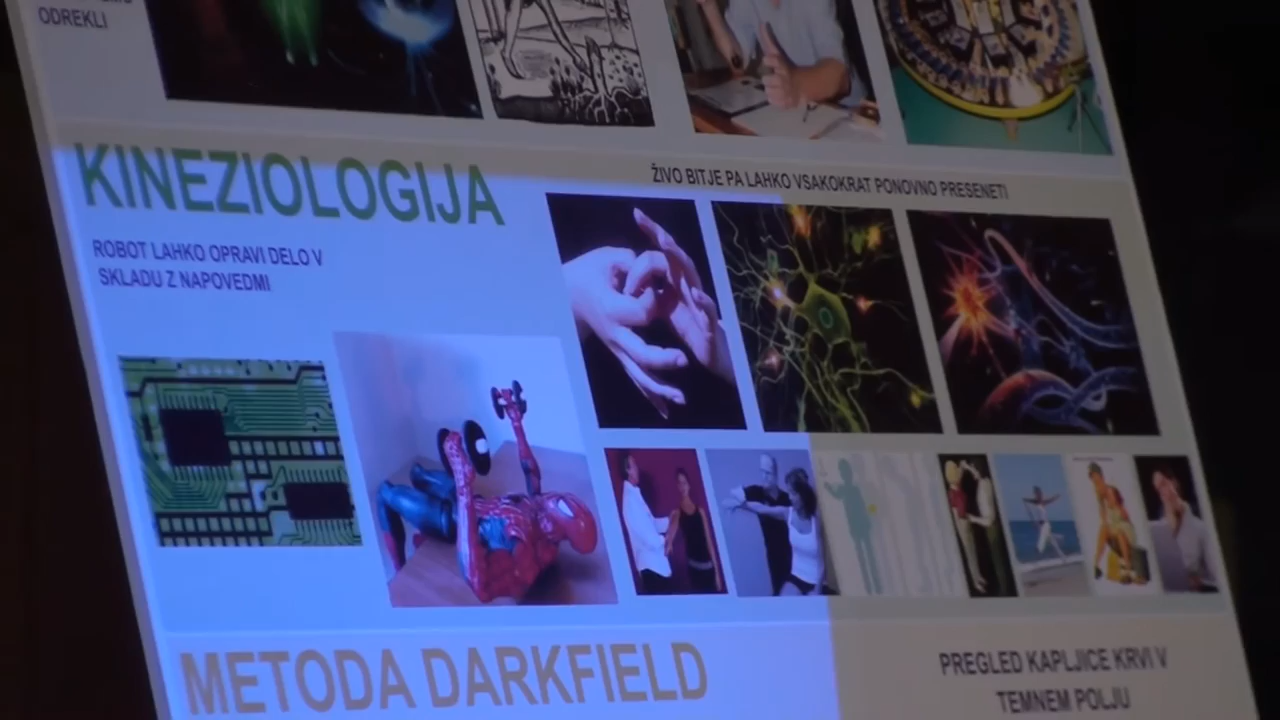 ODREKLI
KINEZIOLOGIJA
ŽIVO BITJE PA LAHKO VSAKOKRAT PONOVNO PRESENETI
ROBOT LAHKO OPRAVI DELO V
SKLADU Z NAPOVEDMI
METODA DARKFIELD
PREGLED KAPLJICE KRVI V
TEMNEM POLJU